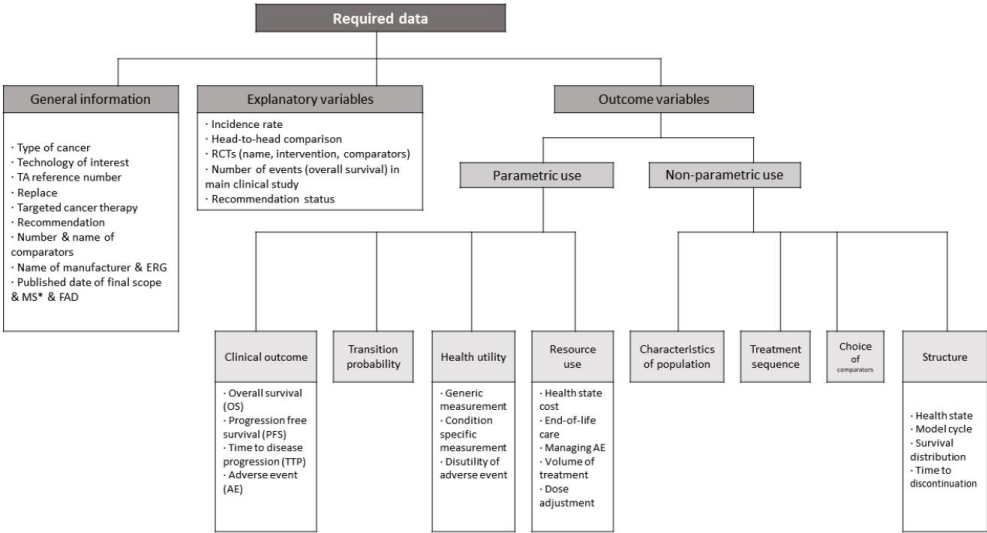 Required data
General information
· Type of cancer
· Technology of interest
· TA reference number
· Replace
· Targeted cancer therapy
· Recommendation
· Number & name of
comparators
· Name of manufacturer & ERG
· Published date of final scope
& MS* & FAD
Explanatory variables
· Incidence rate
· Head-to-head comparison
· RCTs (name, intervention, comparators)
· Number of events (overall survival) in
main clinical study
· Recommendation status
Outcome variables
Parametric use
Non-parametric use
Clinical outcome
· Overall survival
(OS)
· Progression free
survival (PFS)
· Time to disease
progression (TTP)
· Adverse event
(AE)
Transition
probability
Health utility
· Generic
measurement
· Condition
specific
measurement
· Disutility of
adverse event
Resource
use
· Health state
cost
· End-of-life
care
· Managing AE
· Volume of
treatment
· Dose
adjustment
Characteristics
of population
Treatment
sequence
Choice
of
comparators
Structure
· Health state
· Model cycle
· Survival
distribution
· Time to
discontinuation